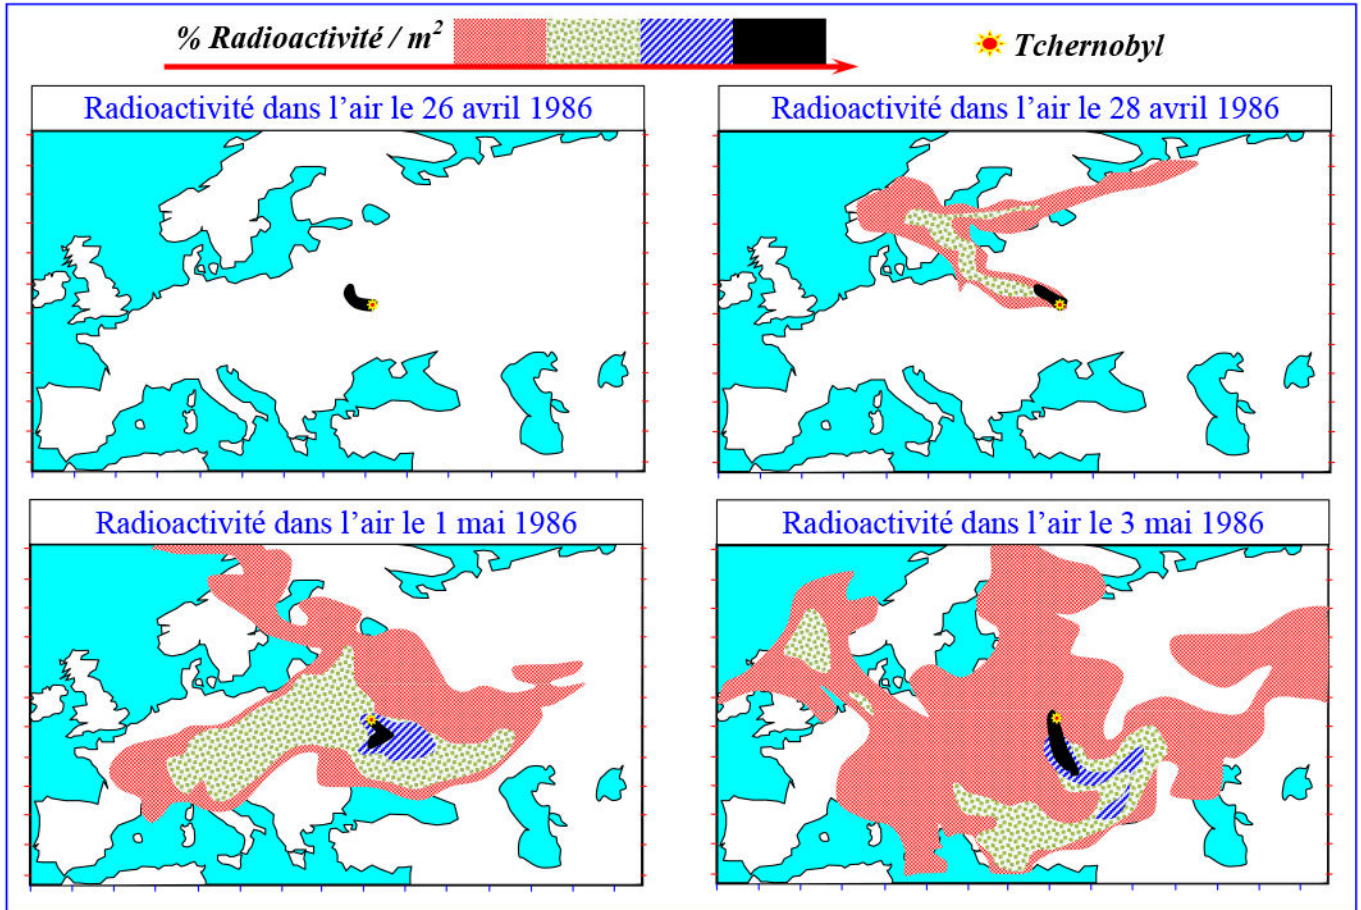 % Radioactivité / m²
Tchernobyl
Radioactivité dans l'air le 26 avril 1986
Radioactivité dans l'air le 28 avril 1986
Radioactivité dans l'air le 1 mai 1986
Radioactivité dans l'air le 3 mai 1986